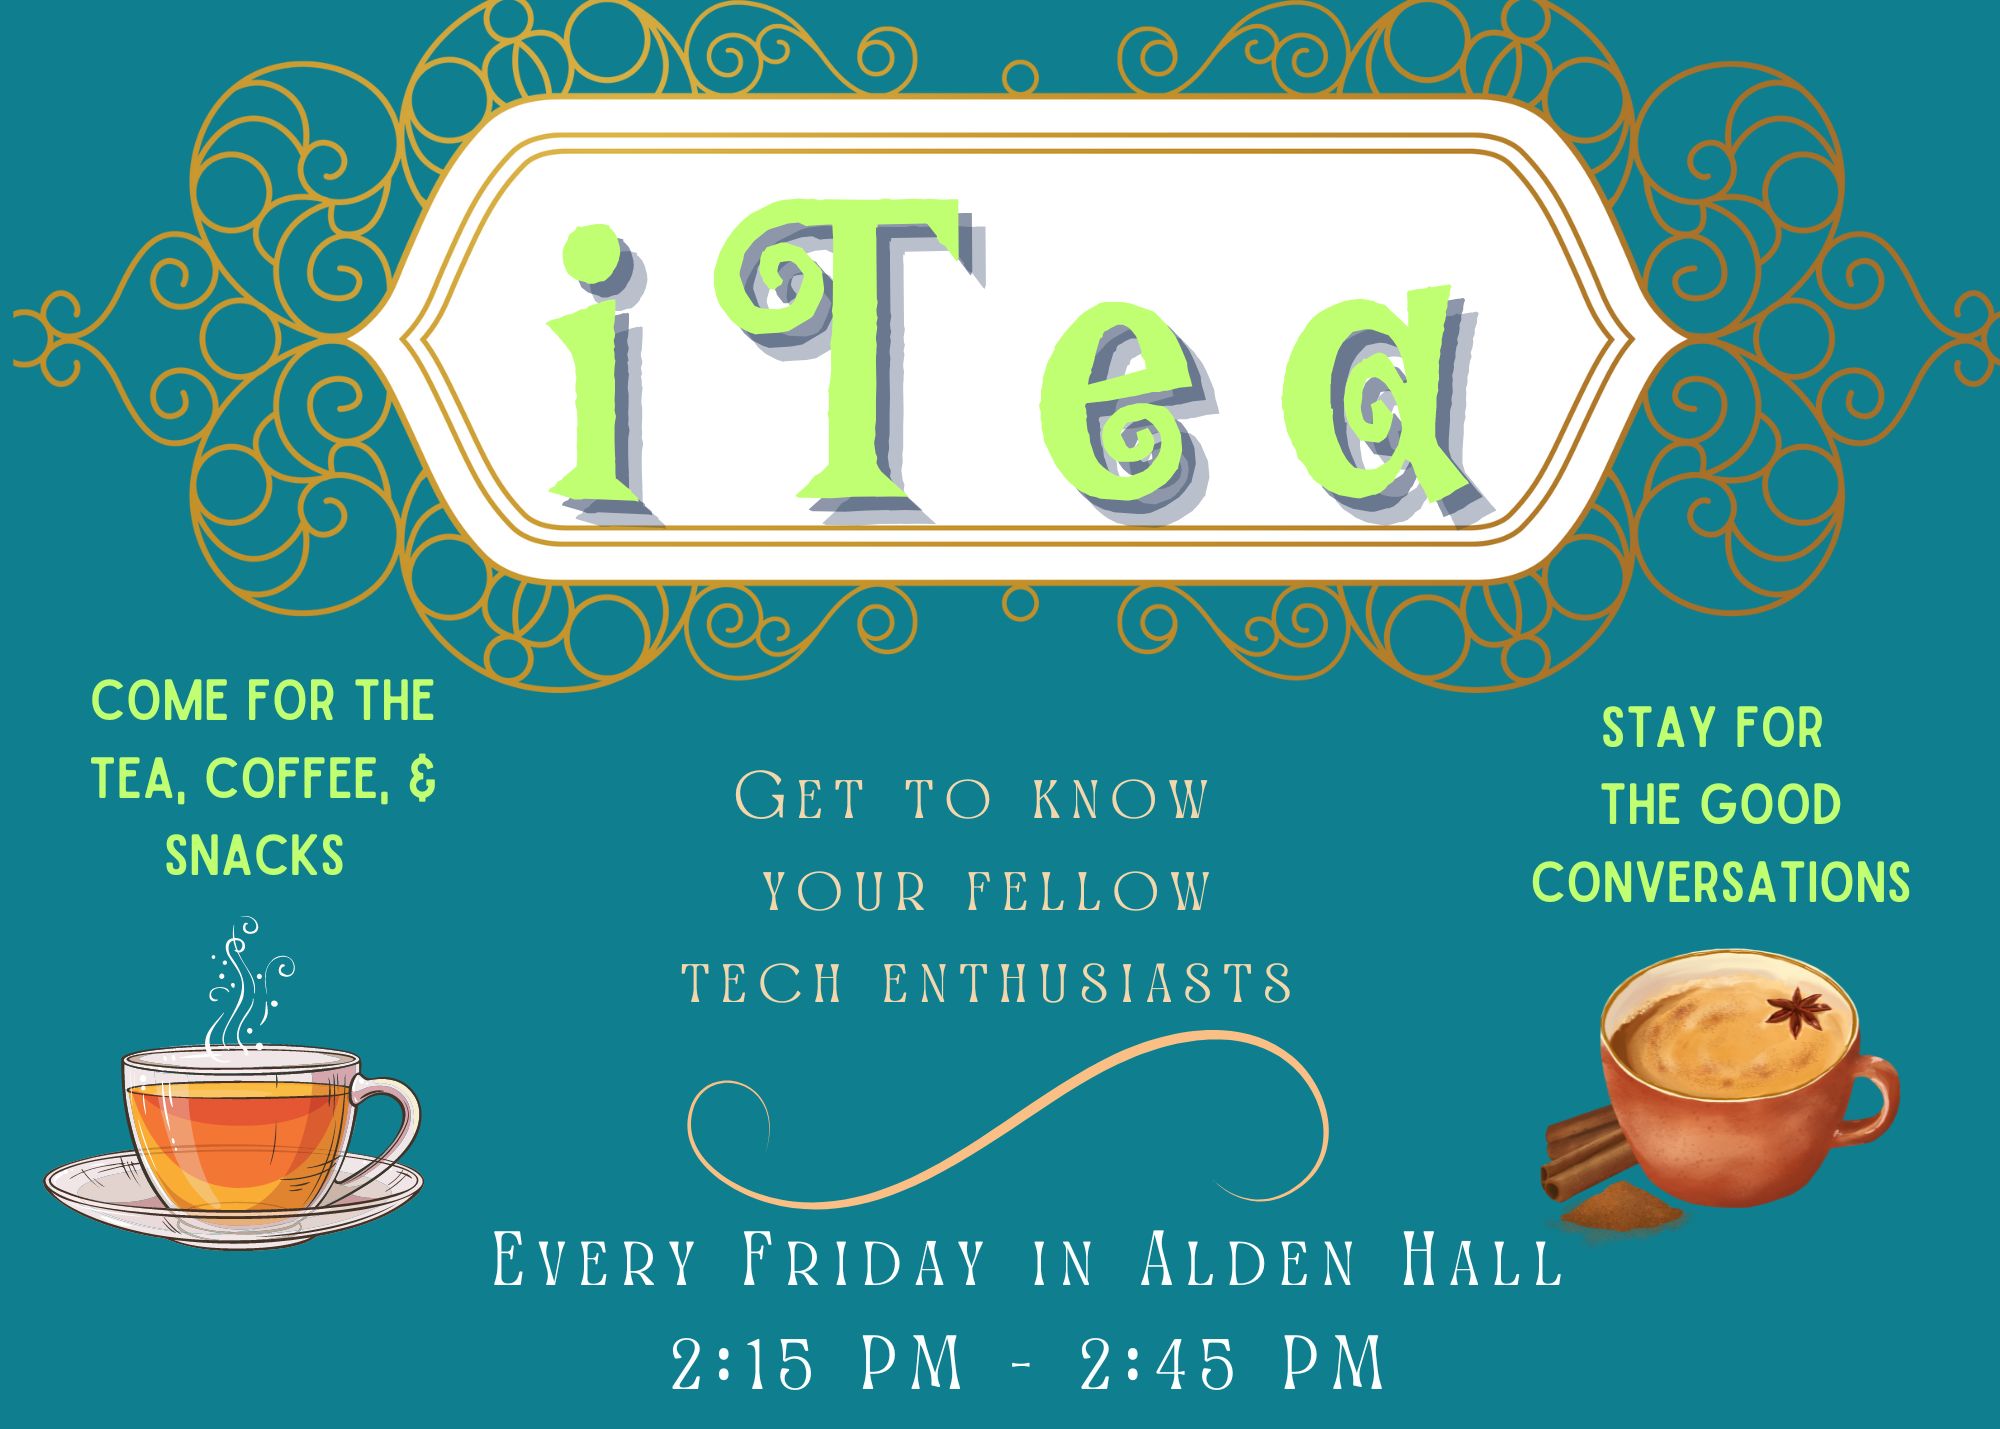 iTea
COME FOR THE
TEA, COFFEE, &
SNACKS
STAY FOR
THE GOOD
CONVERSATIONS
Get to know
your fellow
tech enthusiasts
Every Friday in Alden Hall
2:15 PM - 2:45 PM